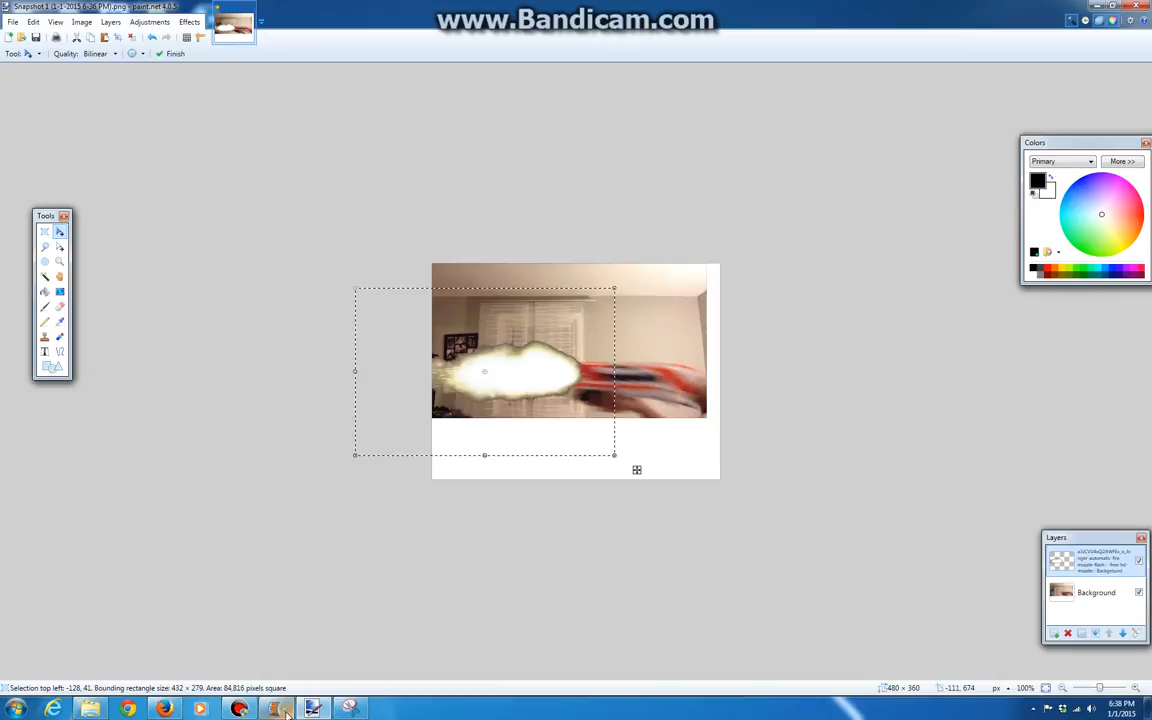 Snapshot 1 (1-1-2015 6-36 PM).png - paint.net 4.0.5
www.Bandicam.com
File Edit View Image Layers Adjustments Effects
Tool: Quality: Bilinear Finish
Colors
Primary More >>
Tools
Layers
muzzle : Background
Background
Selection top left: -128, 41. Bounding rectangle size: 432 × 279. Area: 84,816 pixels square
480 × 360 -111, 674 px 100%
6:38 PM
1/1/2015